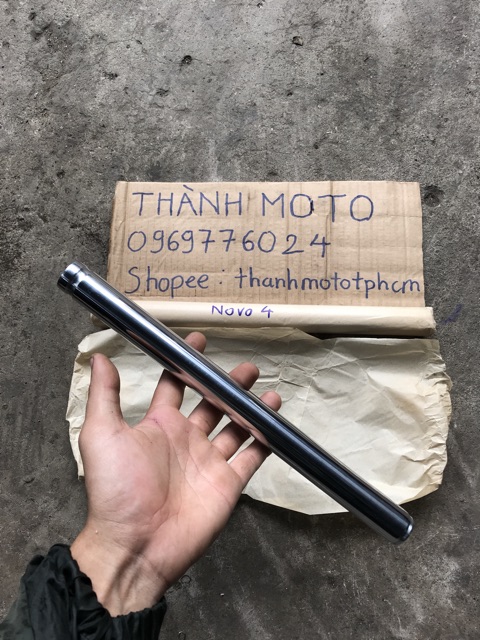 THÀNH MOTO
0969776024
Shopee : thanhmototphcm
Novo 4